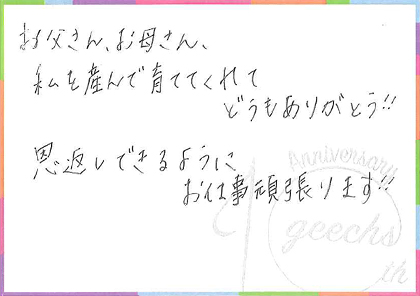 お父さん、お母さん、
私を産んで育ててくれて
どうもありがとう!!
恩返しできるように
お仕事頑張ります!!
Anniversary
geechs
th